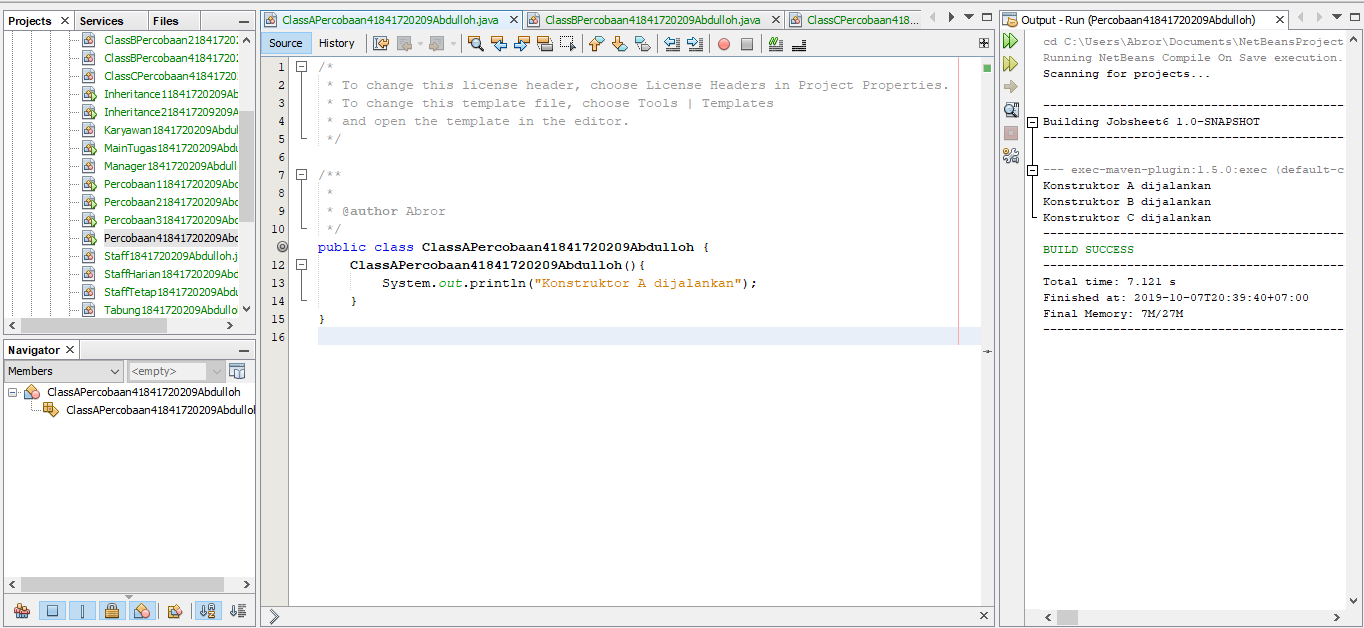 Projects
Services
Files
ClassBPercobaan21841720
ClassBPercobaan41841720
ClassCPercobaan41841720
Inheritance11841720209Ab
Inheritance218417209209A
Karyawan1841720209Abdul
MainTugas1841720209Abdu
Manager1841720209Abdull
Percobaan11841720209Abd
Percobaan21841720209Abd
Percobaan31841720209Abd
Percobaan41841720209Abd
Staff1841720209Abdulloh.j
StaffHarian1841720209Abdu
StaffTetap1841720209Abdu
Tabung1841720209Abdullo
Navigator
Members
<empty>
ClassAPercobaan41841720209Abdulloh
ClassAPercobaan41841720209Abdulloh
ClassAPercobaan41841720209Abdulloh.java
ClassBPercobaan41841720209Abdulloh.java
ClassCPercobaan418...
Source
History
1 /*
2 * To change this license header, choose License Headers in Project Properties.
3 * To change this template file, choose Tools | Templates
4 * and open the template in the editor.
5 */
6
7 /**
8 *
9 * @author Abror
10 */
public class ClassAPercobaan41841720209Abdulloh {
12 ClassAPercobaan41841720209Abdulloh(){
13 System.out.println("Konstruktor A dijalankan");
14 }
15 }
16
Output - Run (Percobaan41841720209Abdulloh)
cd C:\Users\Abror\Documents\NetBeansProject
Running NetBeans Compile On Save execution.
Scanning for projects...
------------------------------------------
Building Jobsheet6 1.0-SNAPSHOT
------------------------------------------
--- exec-maven-plugin:1.5.0:exec (default-c
Konstruktor A dijalankan
Konstruktor B dijalankan
Konstruktor C dijalankan
------------------------------------------
BUILD SUCCESS
------------------------------------------
Total time: 7.121 s
Finished at: 2019-10-07T20:39:40+07:00
Final Memory: 7M/27M
------------------------------------------